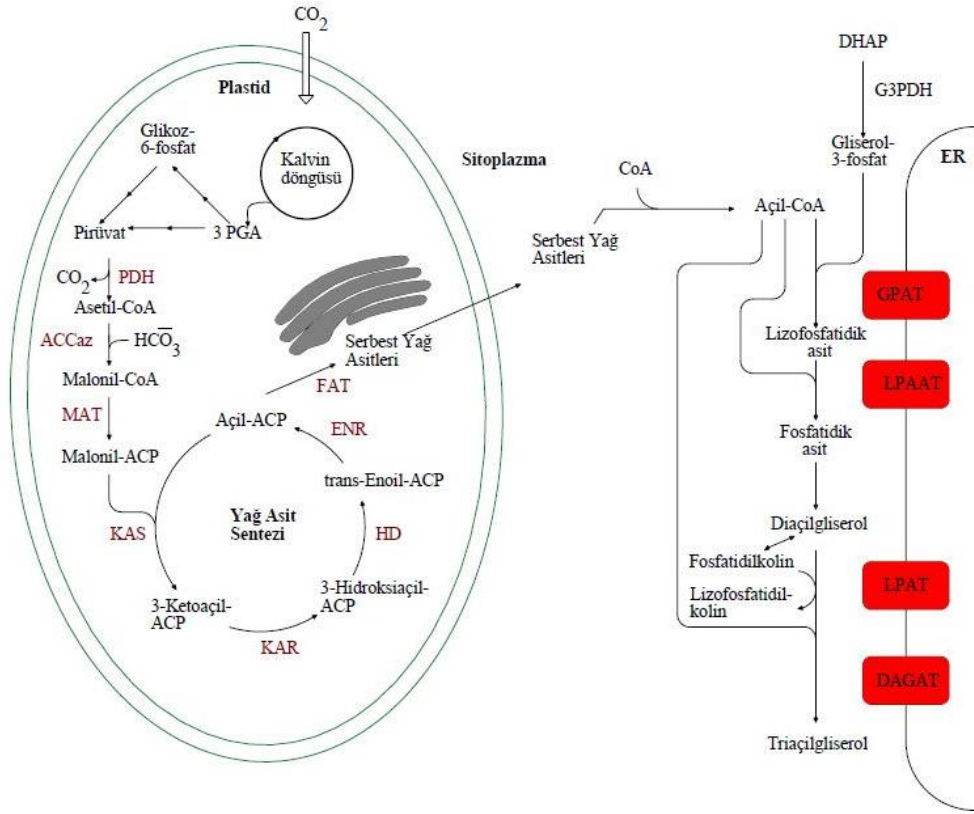 CO2
Plastid
Glikoz-
6-fosfat
Kalvin
döngüsü
Pirüvat
3 PGA
CO2
PDH
Asetil-CoA
ACCaz
HCO3-
Malonil-CoA
MAT
Malonil-ACP
KAS
Açil-ACP
Yağ Asit
Sentezi
3-Ketoaçil-
ACP
KAR
3-Hidroksiaçil-
ACP
HD
trans-Enoil-ACP
ENR
FAT
Serbest Yağ
Asitleri
Sitoplazma
Serbest Yağ
Asitleri
CoA
Açil-CoA
DHAP
G3PDH
Gliserol-
3-fosfat
ER
GPAT
Lizofosfatidik
asit
LPAAT
Fosfatidik
asit
Diaçilgliserol
Fosfatidilkolin
Lizofosfatidil-
kolin
LPAT
DAGAT
Triaçilgliserol